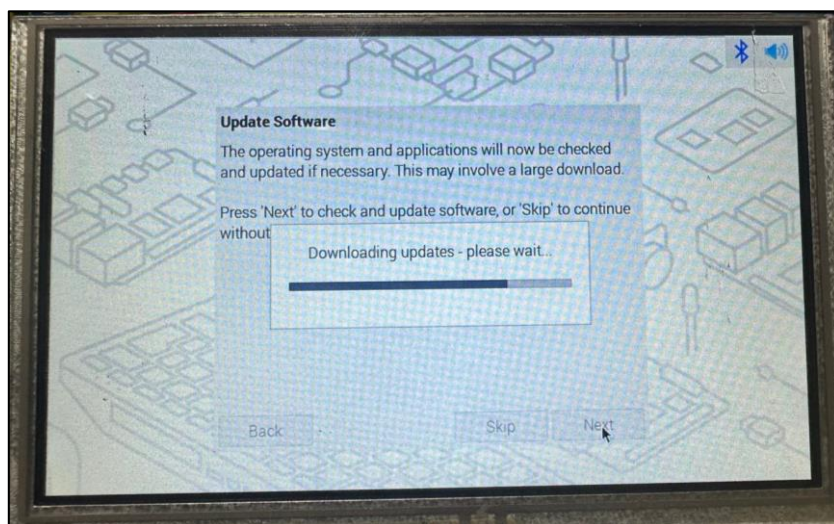 Update Software
The operating system and applications will now be checked
and updated if necessary. This may involve a large download.
Press 'Next' to check and update software, or 'Skip' to continue
without
Downloading updates - please wait...
Back
Skip
Next